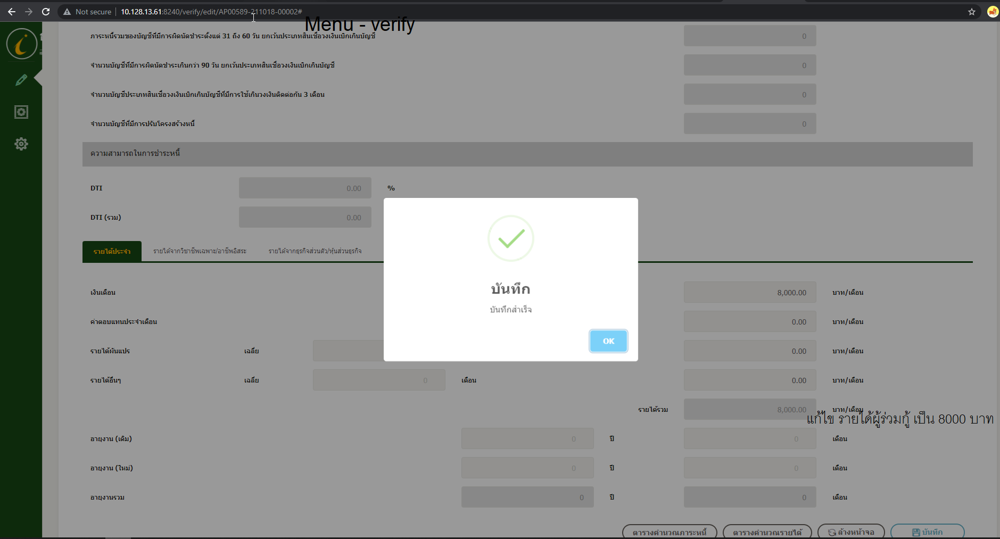 Not secure 10.128.13.61:8240/verify/edit/AP00589-211018-00002#
Menu - verify
ภาระหนี้รวมของบัญชีที่มีการผิดนัดชำระตั้งแต่ 31 ถึง 60 วัน ยกเว้นประเภทสินเชื่อวงเงินเบิกเกินบัญชี 0
จำนวนบัญชีที่มีการผิดนัดชำระเกินกว่า 90 วัน ยกเว้นประเภทสินเชื่อวงเงินเบิกเกินบัญชี 0
จำนวนบัญชีประเภทสินเชื่อวงเงินเบิกเกินบัญชีที่มีการใช้เกินวงเงินติดต่อกัน 3 เดือน 0
จำนวนบัญชีที่มีการปรับโครงสร้างหนี้ 0
ความสามารถในการชำระหนี้
DTI 0.00 %
DTI (รวม) 0.00
รายได้ประจำ รายได้จากวิชาชีพเฉพาะ/อาชีพอิสระ รายได้จากธุรกิจส่วนตัว/หุ้นส่วนธุรกิจ
บันทึก
บันทึกสำเร็จ
OK
เงินเดือน 8,000.00 บาท/เดือน
ค่าตอบแทนประจำเดือน 0.00 บาท/เดือน
รายได้ผันแปร เฉลี่ย 0.00 บาท/เดือน
รายได้อื่นๆ เฉลี่ย 0 เดือน 0.00 บาท/เดือน
รายได้รวม 8,000.00 บาท/เดือน
แก้ไข รายได้ผู้ร่วมกู้ เป็น 8000 บาท
อายุงาน (เดิม) 0 ปี 0 เดือน
อายุงาน (ใหม่) 0 ปี 0 เดือน
อายุงานรวม 0 ปี 0 เดือน
ตารางคำนวณภาระหนี้ ตารางคำนวณรายได้ ล้างหน้าจอ บันทึก